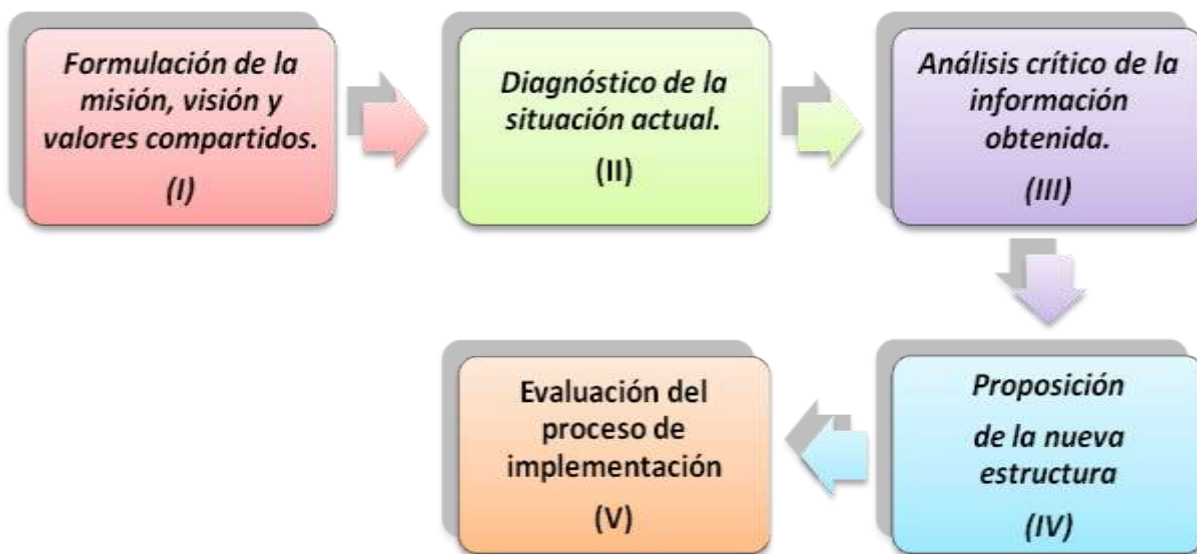 Formulación de la
misión, visión y
valores compartidos.
(I)
Diagnóstico de la
situación actual.
(II)
Análisis crítico de la
información
obtenida.
(III)
Proposición
de la nueva
estructura
(IV)
Evaluación del
proceso de
implementación
(V)